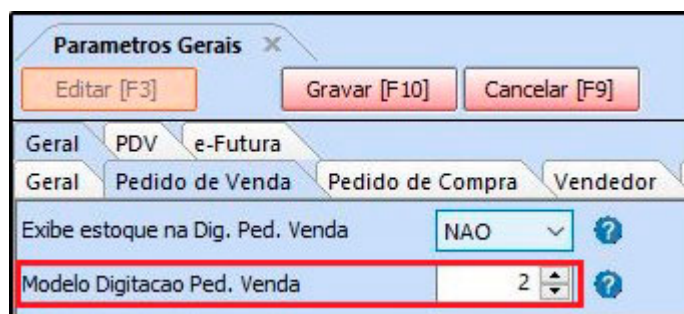 Parametros Gerais
Editar [F3] Gravar [F10] Cancelar [F9]
Geral PDV e-Futura
Geral Pedido de Venda Pedido de Compra Vendedor
Exibe estoque na Dig. Ped. Venda NAO
Modelo Digitacao Ped. Venda 2